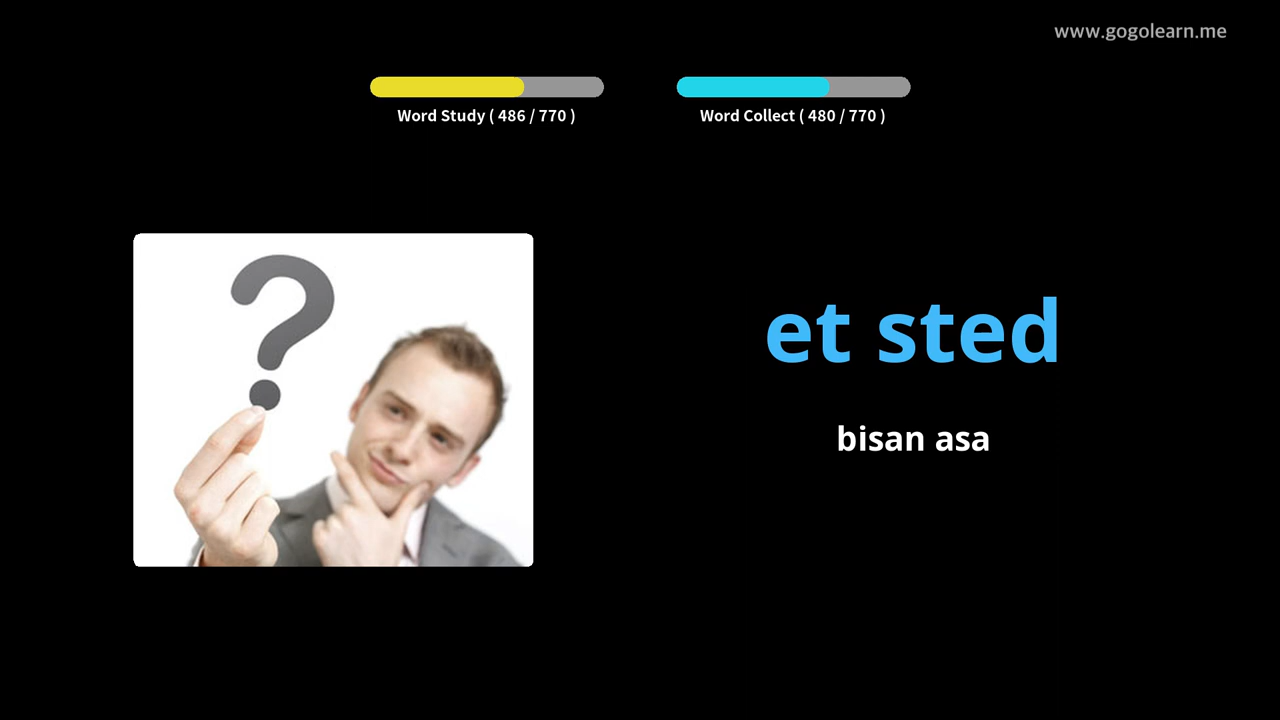 www.gogolearn.me
Word Study ( 486 / 770 )
Word Collect ( 480 / 770 )
?
et sted
bisan asa